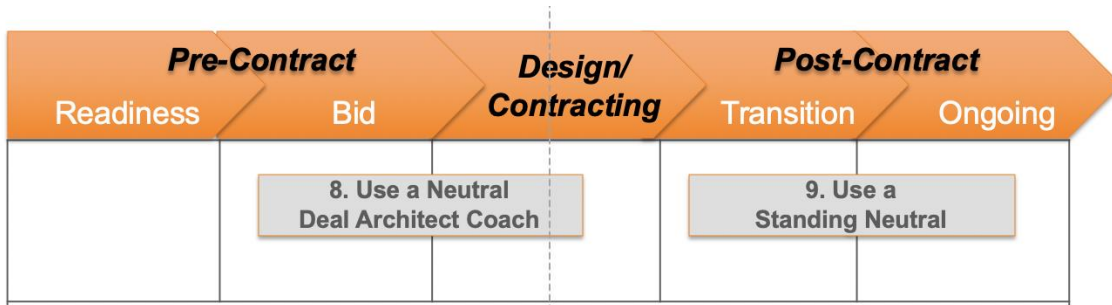 Pre-Contract
Design/
Contracting
Post-Contract
Readiness
Bid
Transition
Ongoing
8. Use a Neutral
Deal Architect Coach
9. Use a
Standing Neutral